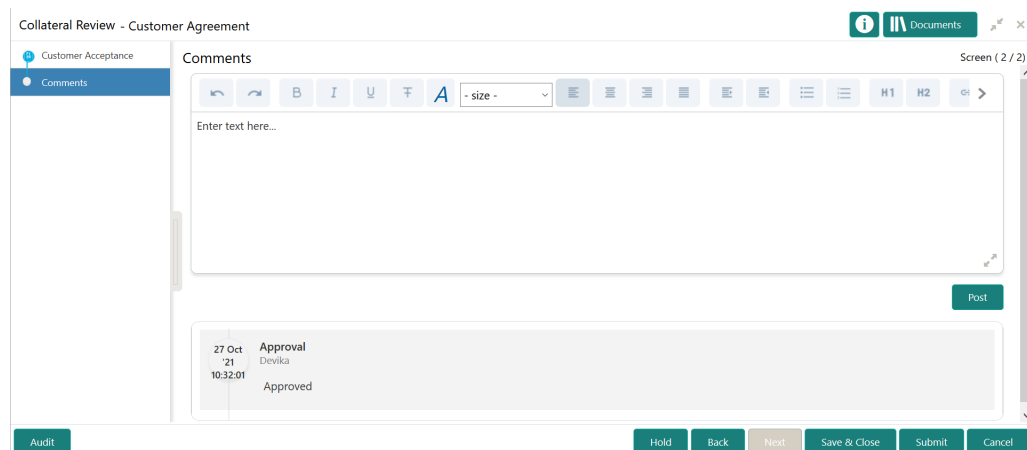 Collateral Review - Customer Agreement
Documents
Customer Acceptance
Comments
Comments
Screen ( 2 / 2)
B I U T A - size - H1 H2
Enter text here...
Post
27 Oct
'21
10:32:01
Approval
Devika
Approved
Audit
Hold
Back
Next
Save & Close
Submit
Cancel